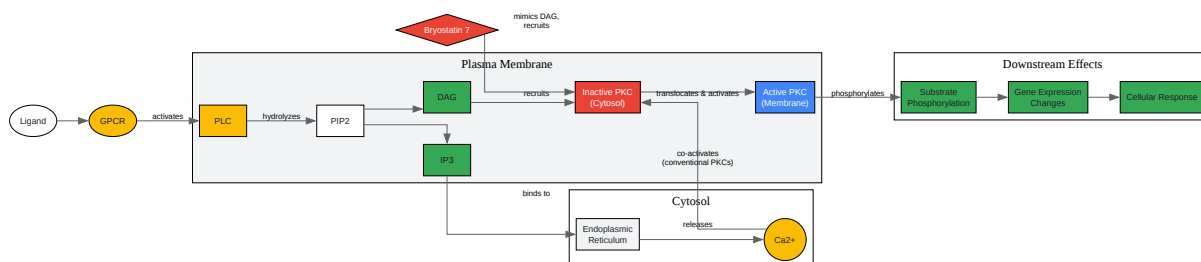 mimics DAG,
recruits
Bryostatin 7
Plasma Membrane
Downstream Effects
DAG
recruits
Inactive PKC
(Cytosol)
translocates & activates
Active PKC
(Membrane)
phosphorylates
Substrate
Phosphorylation
Gene Expression
Changes
Cellular Response
Ligand
GPCR
activates
PLC
hydrolyzes
PIP2
IP3
co-activates
(conventional PKCs)
binds to
Cytosol
Endoplasmic
Reticulum
releases
Ca2+